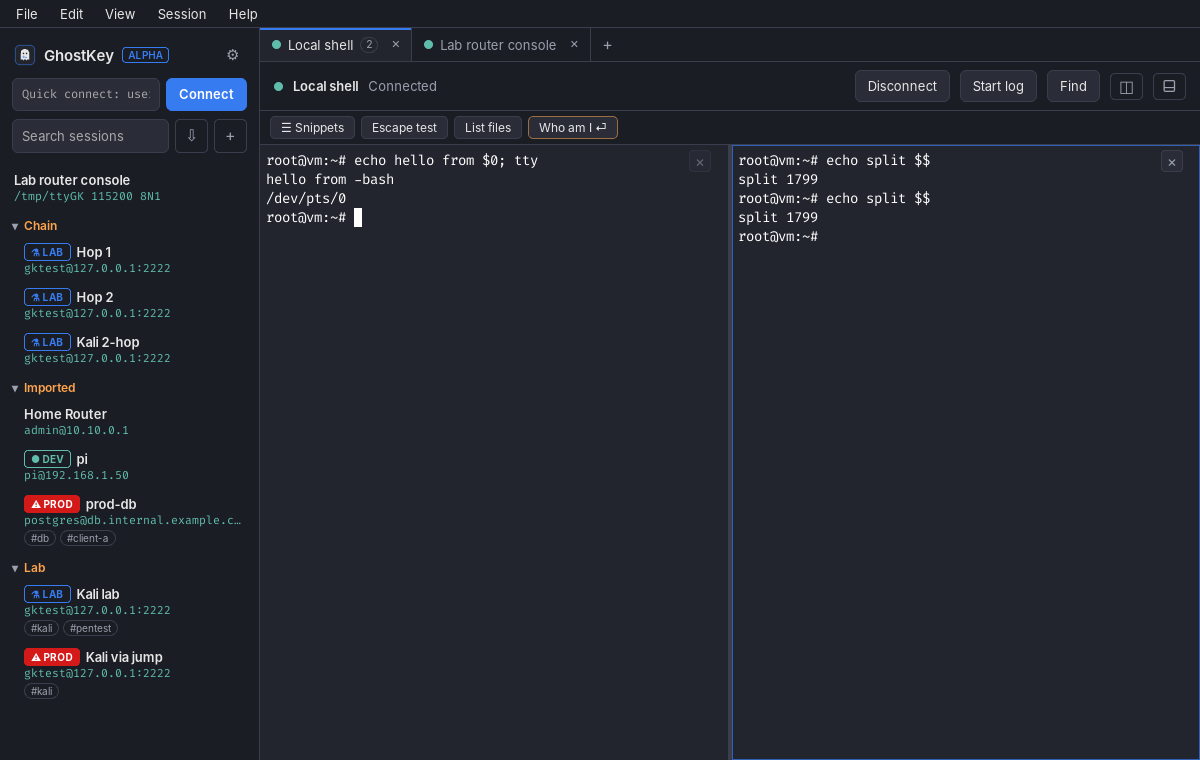 File Edit View Session Help
GhostKey ALPHA
Quick connect: use
Connect
Search sessions
+
Lab router console
/tmp/ttyGK 115200 8N1
▼ Chain
LAB Hop 1
gktest@127.0.0.1:2222
LAB Hop 2
gktest@127.0.0.1:2222
LAB Kali 2-hop
gktest@127.0.0.1:2222
▼ Imported
Home Router
admin@10.10.0.1
DEV pi
pi@192.168.1.50
PROD prod-db
postgres@db.internal.example.c…
#db #client-a
▼ Lab
LAB Kali lab
gktest@127.0.0.1:2222
#kali #pentest
PROD Kali via jump
gktest@127.0.0.1:2222
#kali
Local shell 2 × Lab router console × +
Local shell Connected
Disconnect Start log Find
☰ Snippets Escape test List files Who am I ⏎
root@vm:~# echo hello from $0; tty
hello from -bash
/dev/pts/0
root@vm:~#
root@vm:~# echo split $$
split 1799
root@vm:~# echo split $$
split 1799
root@vm:~#